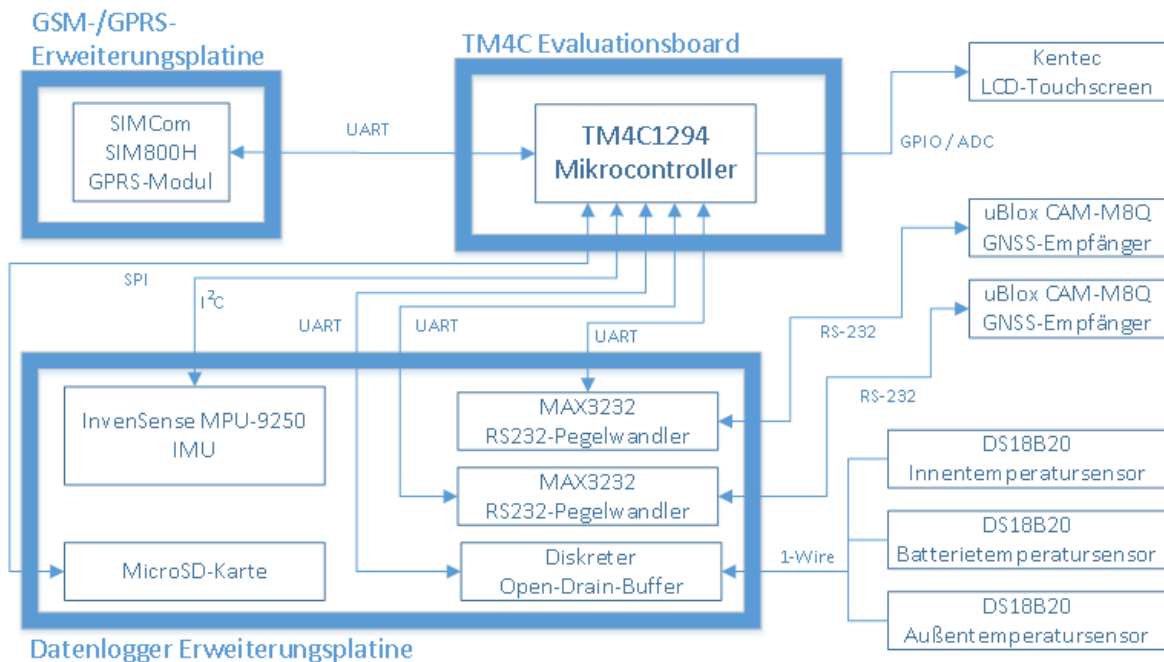 GSM-/GPRS-
Erweiterungsplatine
TM4C Evaluationsboard
Kentec
LCD-Touchscreen
SIMCom
SIM800H
GPRS-Modul
UART
TM4C1294
Mikrocontroller
GPIO / ADC
uBlox CAM-M8Q
GNSS-Empfänger
SPI
I²C
uBlox CAM-M8Q
GNSS-Empfänger
UART
UART
UART
RS-232
RS-232
InvenSense MPU-9250
IMU
MAX3232
RS232-Pegelwandler
MAX3232
RS232-Pegelwandler
DS18B20
Innentemperatursensor
MicroSD-Karte
Diskreter
Open-Drain-Buffer
1-Wire
DS18B20
Batterietemperatursensor
DS18B20
Außentemperatursensor
Datenlogger Erweiterungsplatine